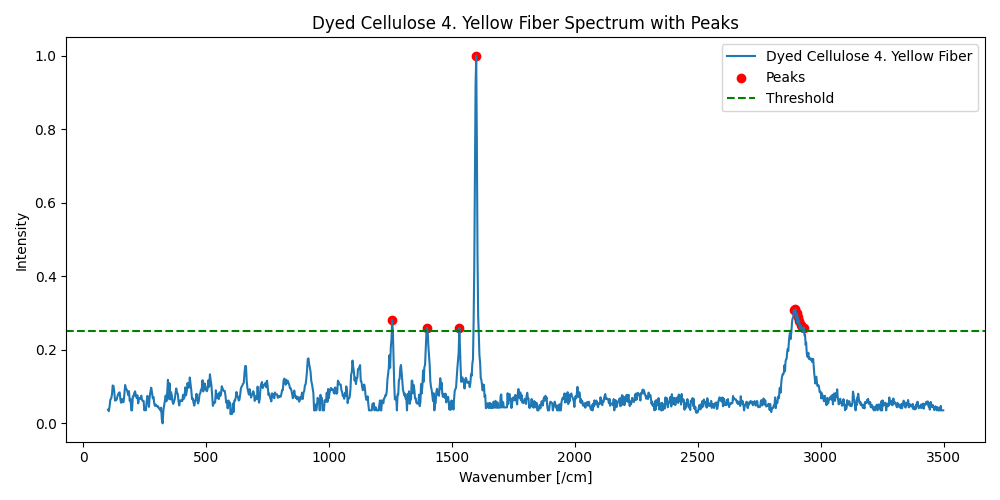 Dyed Cellulose 4. Yellow Fiber Spectrum with Peaks
1.0
0.8
0.6
0.4
0.2
0.0
Intensity
Dyed Cellulose 4. Yellow Fiber
Peaks
Threshold
0
500
1000
1500
2000
2500
3000
3500
Wavenumber [/cm]